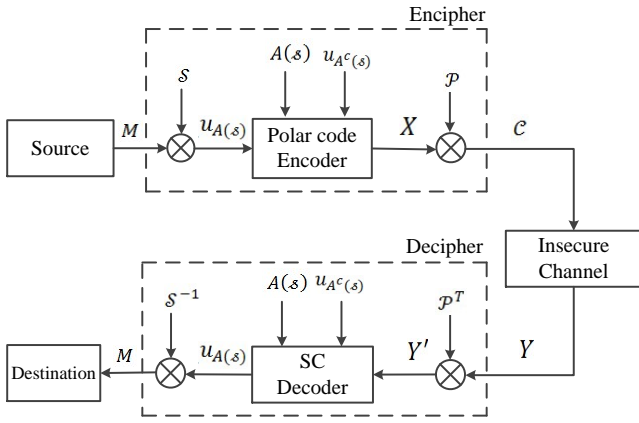 Encipher
𝒮
A(𝓈) u_{A^c(𝓈)}
𝒫
Source
M
u_{A(𝓈)}
Polar code
Encoder
X
𝒞
Insecure
Channel
Decipher
𝒮^{-1}
A(𝓈) u_{A^c(𝓈)}
𝒫^T
Destination
M
u_{A(𝓈)}
SC
Decoder
Y′
Y